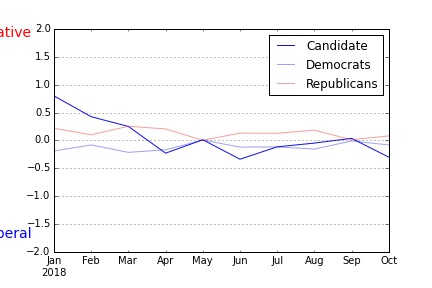 ative
2.0
1.5
1.0
0.5
0.0
−0.5
−1.0
−1.5
−2.0
beral
Candidate
Democrats
Republicans
Jan Feb Mar Apr May Jun Jul Aug Sep Oct
2018